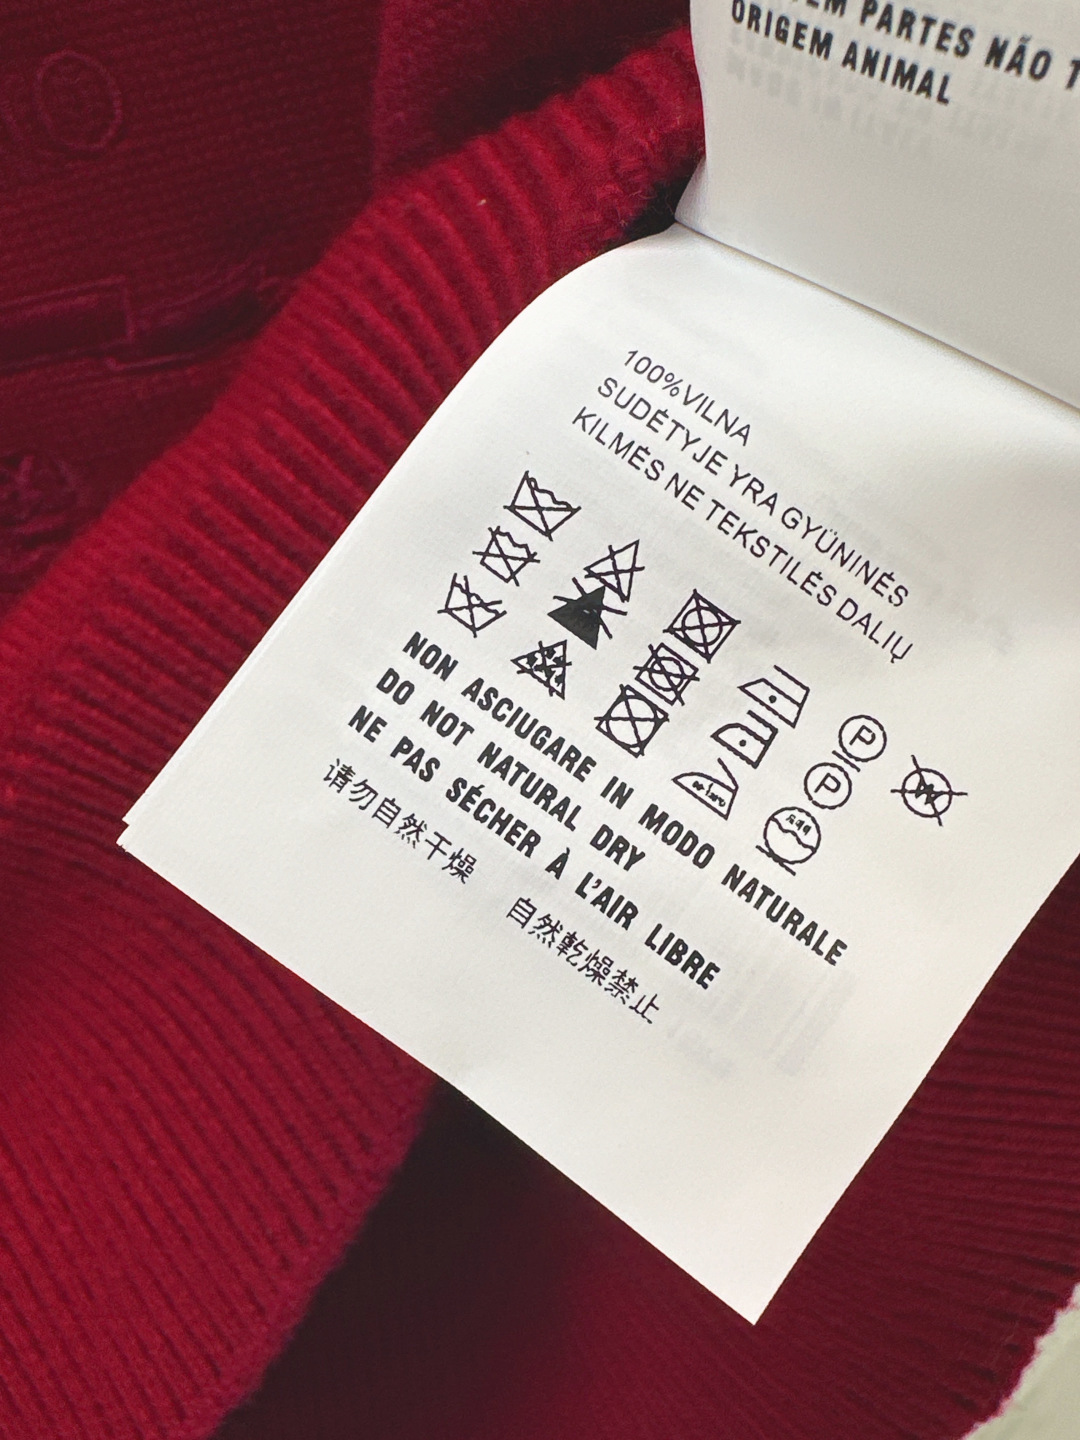 PARTES NÃO
ORIGEM ANIMAL
100%VILNA
SUDĖTYJE YRA GYŪNINĖS
KILMĖS NE TEKSTILĖS DALIŲ
P
P
W
NON ASCIUGARE IN MODO NATURALE
DO NOT NATURAL DRY
NE PAS SÉCHER À L'AIR LIBRE
请勿自然干燥 自然乾燥禁止